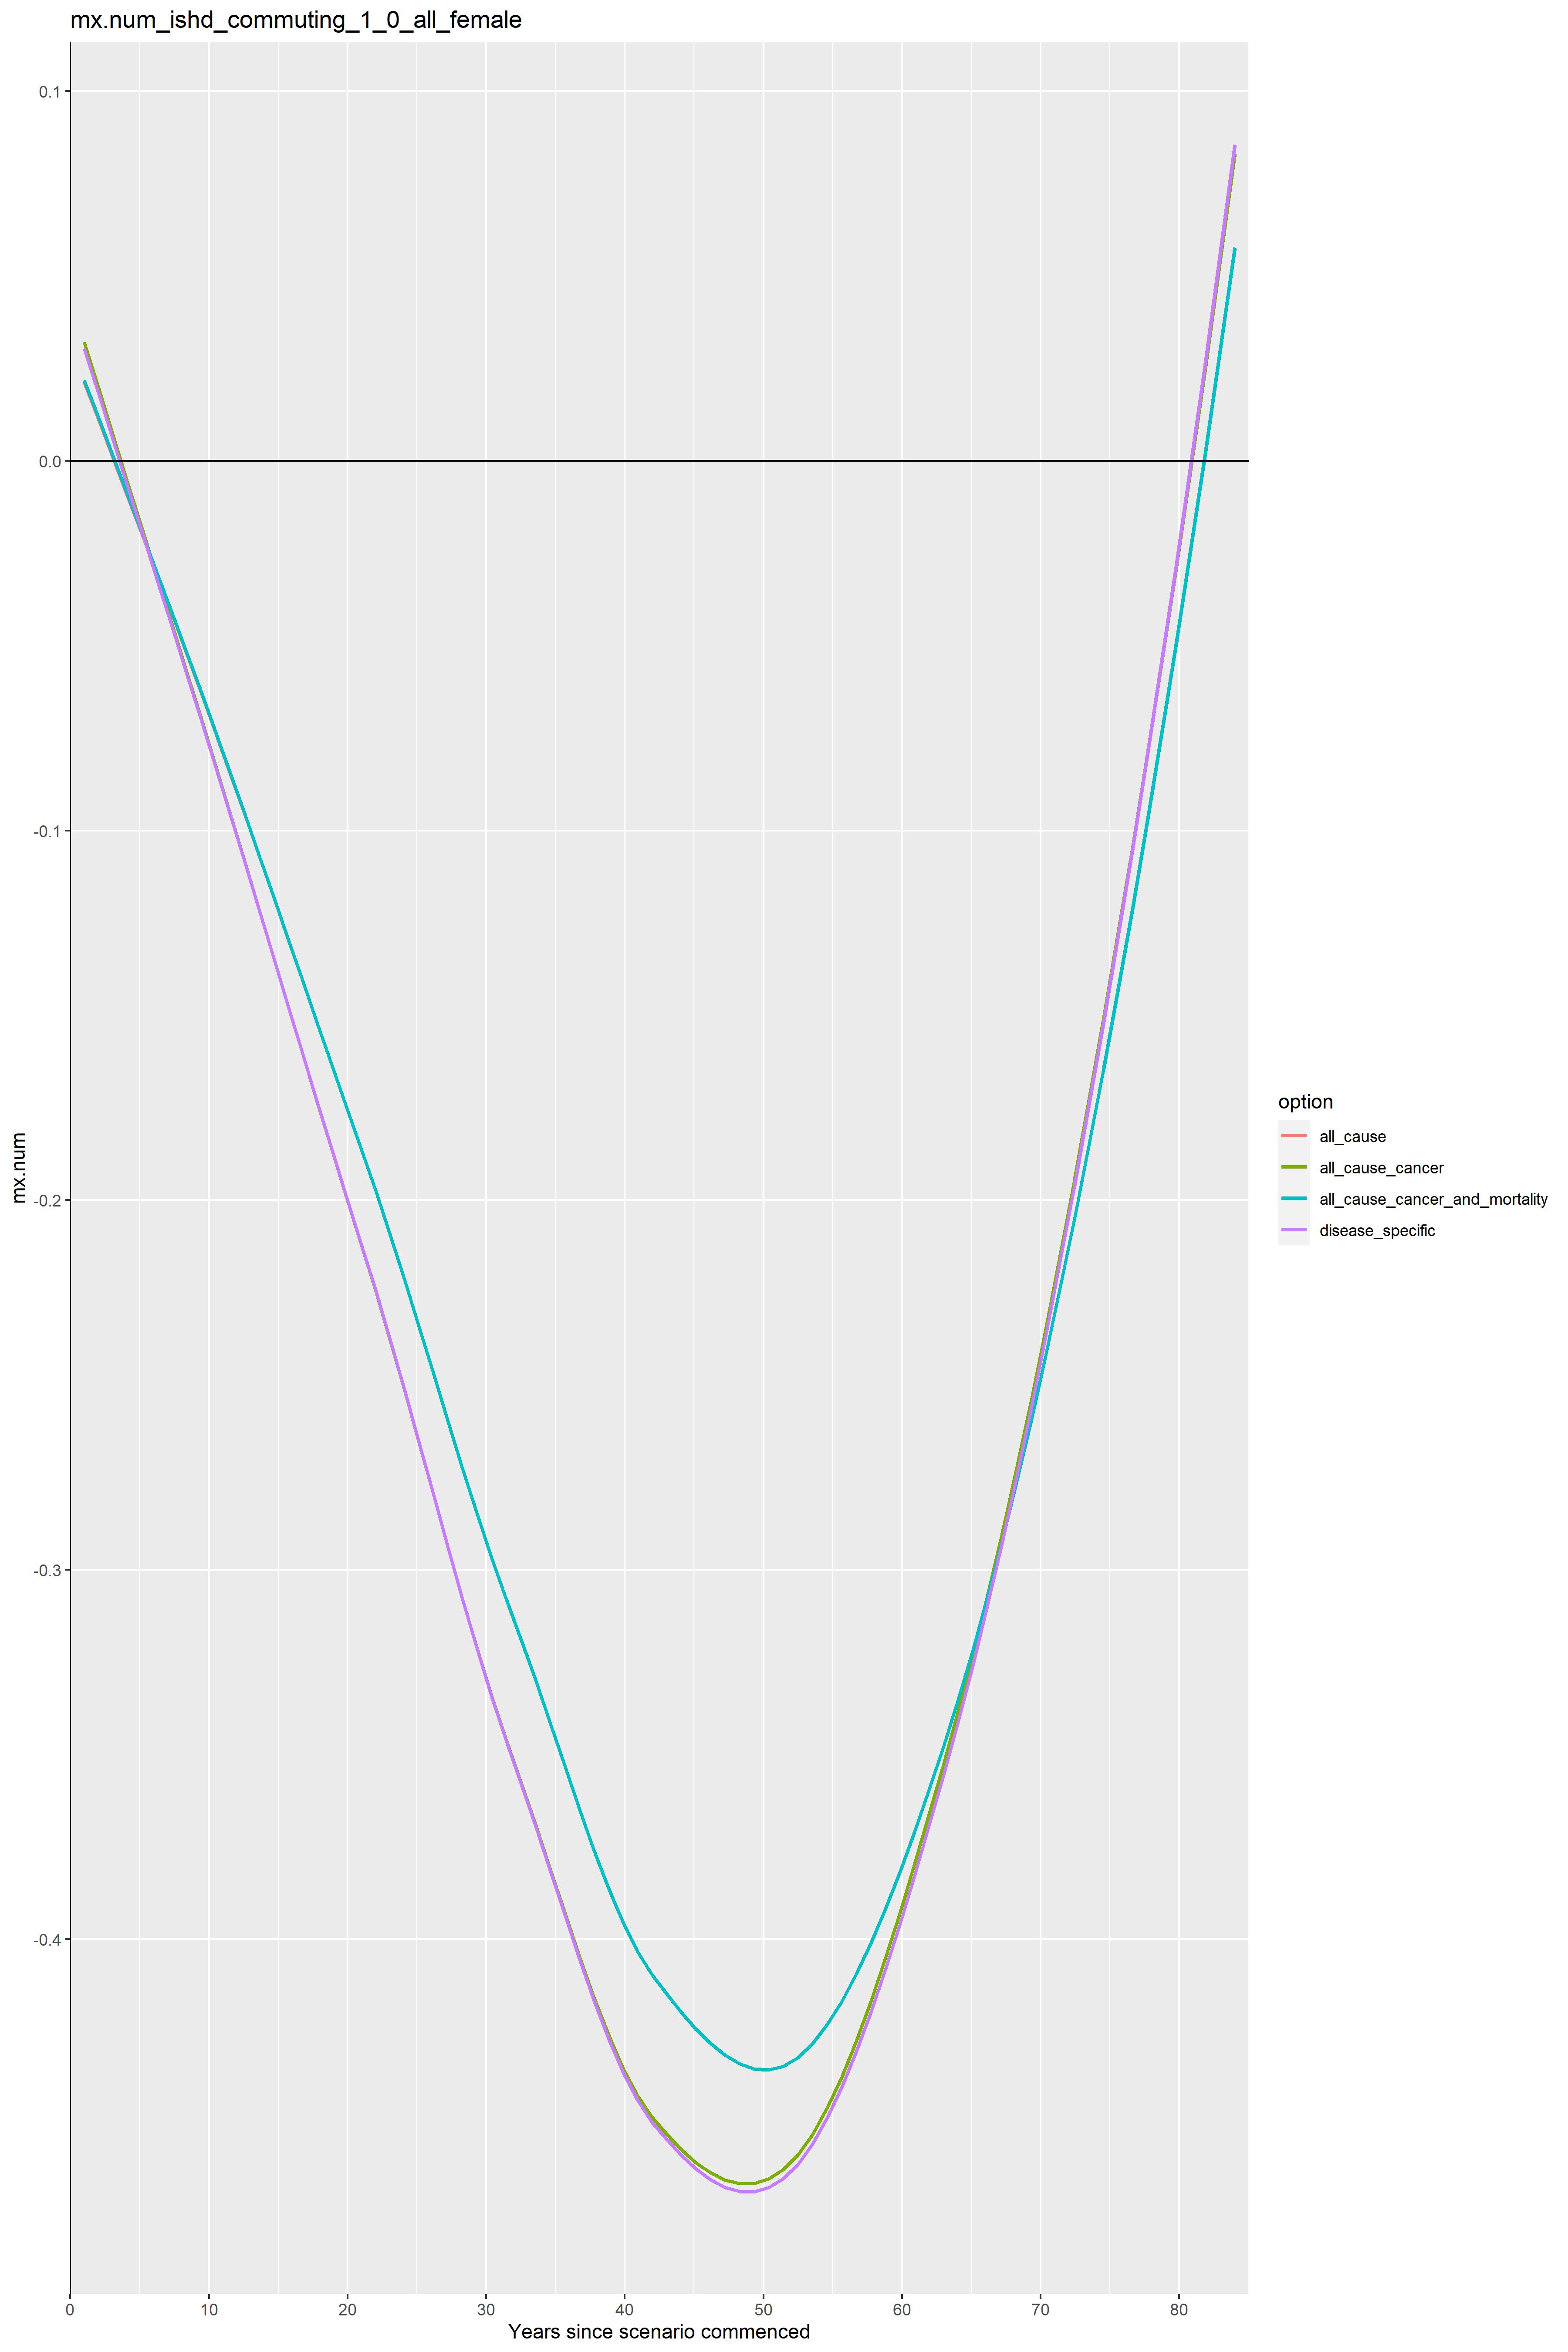 mx.num_ishd_commuting_1_0_all_female
0.1
0.0
-0.1
-0.2
-0.3
-0.4
mx.num
0 10 20 30 40 50 60 70 80
Years since scenario commenced
option
all_cause
all_cause_cancer
all_cause_cancer_and_mortality
disease_specific